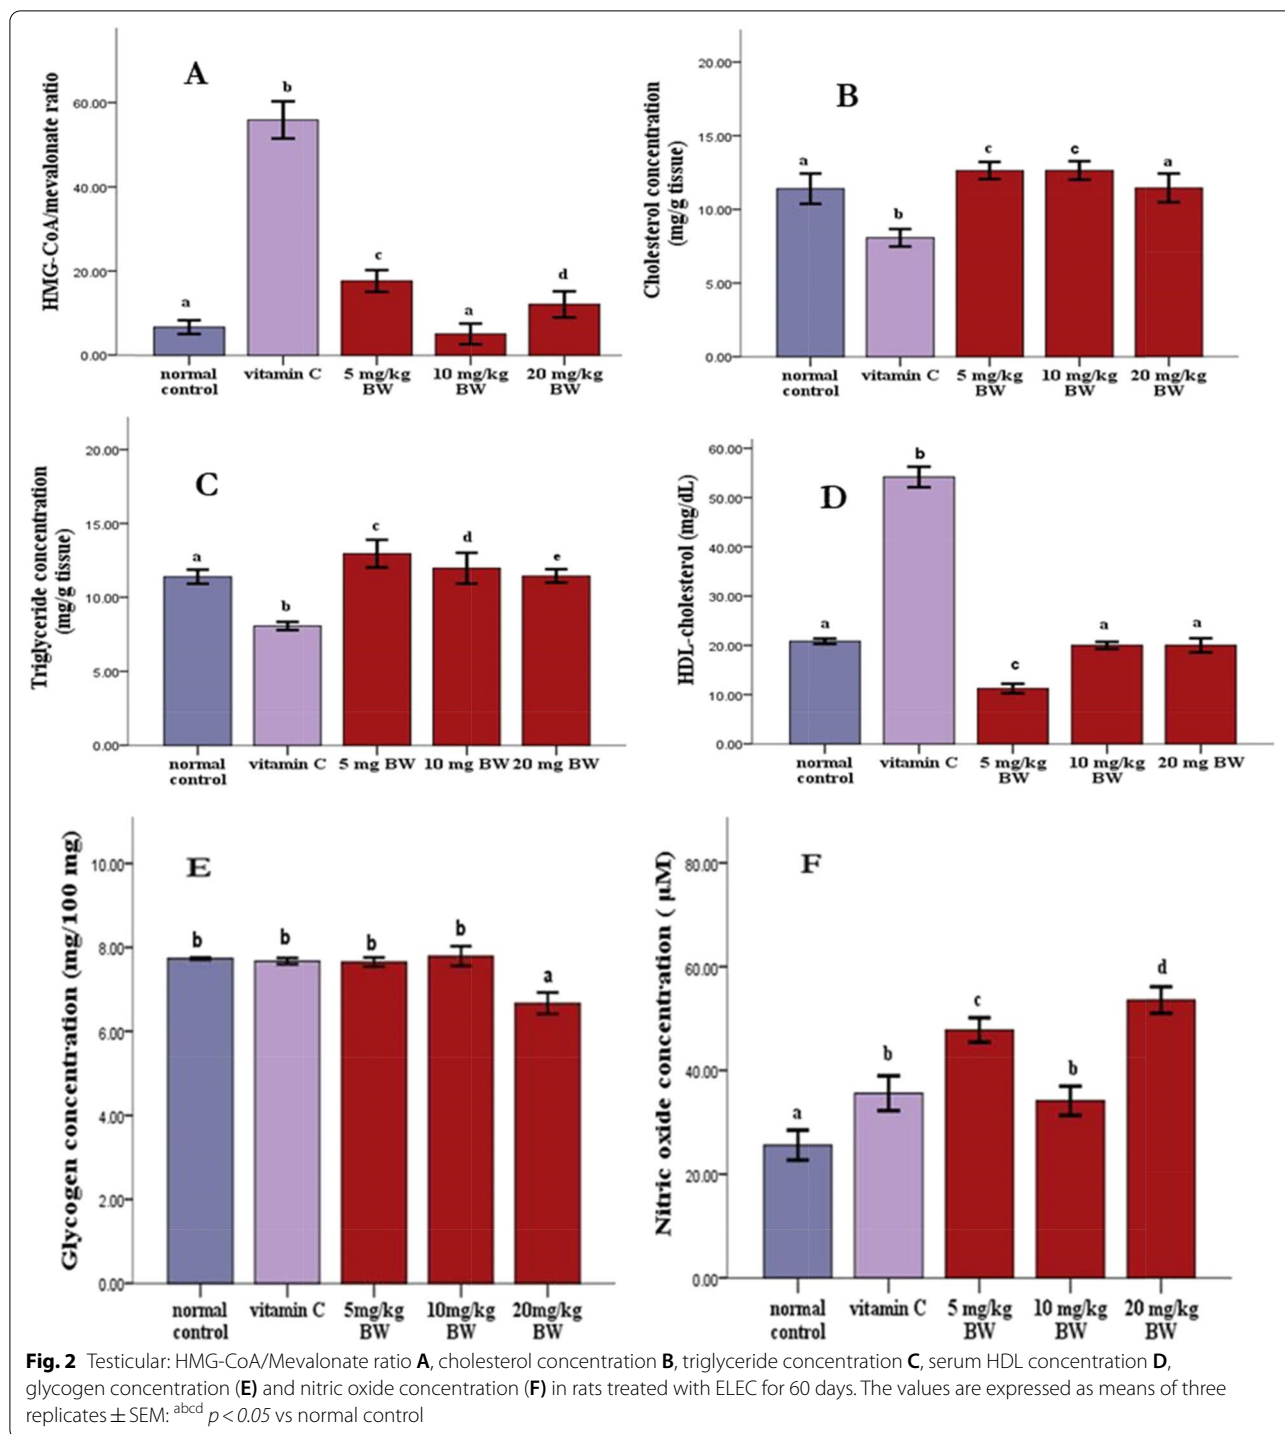 A
HMG-CoA/mevalonate ratio
60.00
40.00
20.00
0.00
a
b
c
a
d
normal control
vitamin C
5 mg/kg BW
10 mg/kg BW
20 mg/kg BW
B
Cholesterol concentration
(mg/g tissue)
20.00
15.00
10.00
5.00
0.00
a
b
c
c
a
normal control
vitamin C
5 mg/kg BW
10 mg/kg BW
20 mg/kg BW
C
Triglyceride concentration
(mg/g tissue)
20.00
15.00
10.00
5.00
0.00
a
b
c
d
e
normal control
vitamin C
5 mg BW
10 mg BW
20 mg BW
D
HDL-cholesterol (mg/dL)
60.00
50.00
40.00
30.00
20.00
10.00
0.00
a
b
c
a
a
normal control
vitamin C
5 mg/kg BW
10 mg/kg BW
20 mg BW
E
Glycogen concentration (mg/100 mg)
10.00
8.00
6.00
4.00
2.00
0.00
b
b
b
b
a
normal control
vitamin C
5mg/kg BW
10mg/kg BW
20mg/kg BW
F
Nitric oxide concentration ( µM)
80.00
60.00
40.00
20.00
0.00
a
b
c
b
d
normal control
vitamin C
5 mg/kg BW
10 mg/kg BW
20 mg/kg BW
Fig. 2 Testicular: HMG-CoA/Mevalonate ratio A, cholesterol concentration B, triglyceride concentration C, serum HDL concentration D,
glycogen concentration (E) and nitric oxide concentration (F) in rats treated with ELEC for 60 days. The values are expressed as means of three
replicates ± SEM: abcd p < 0.05 vs normal control